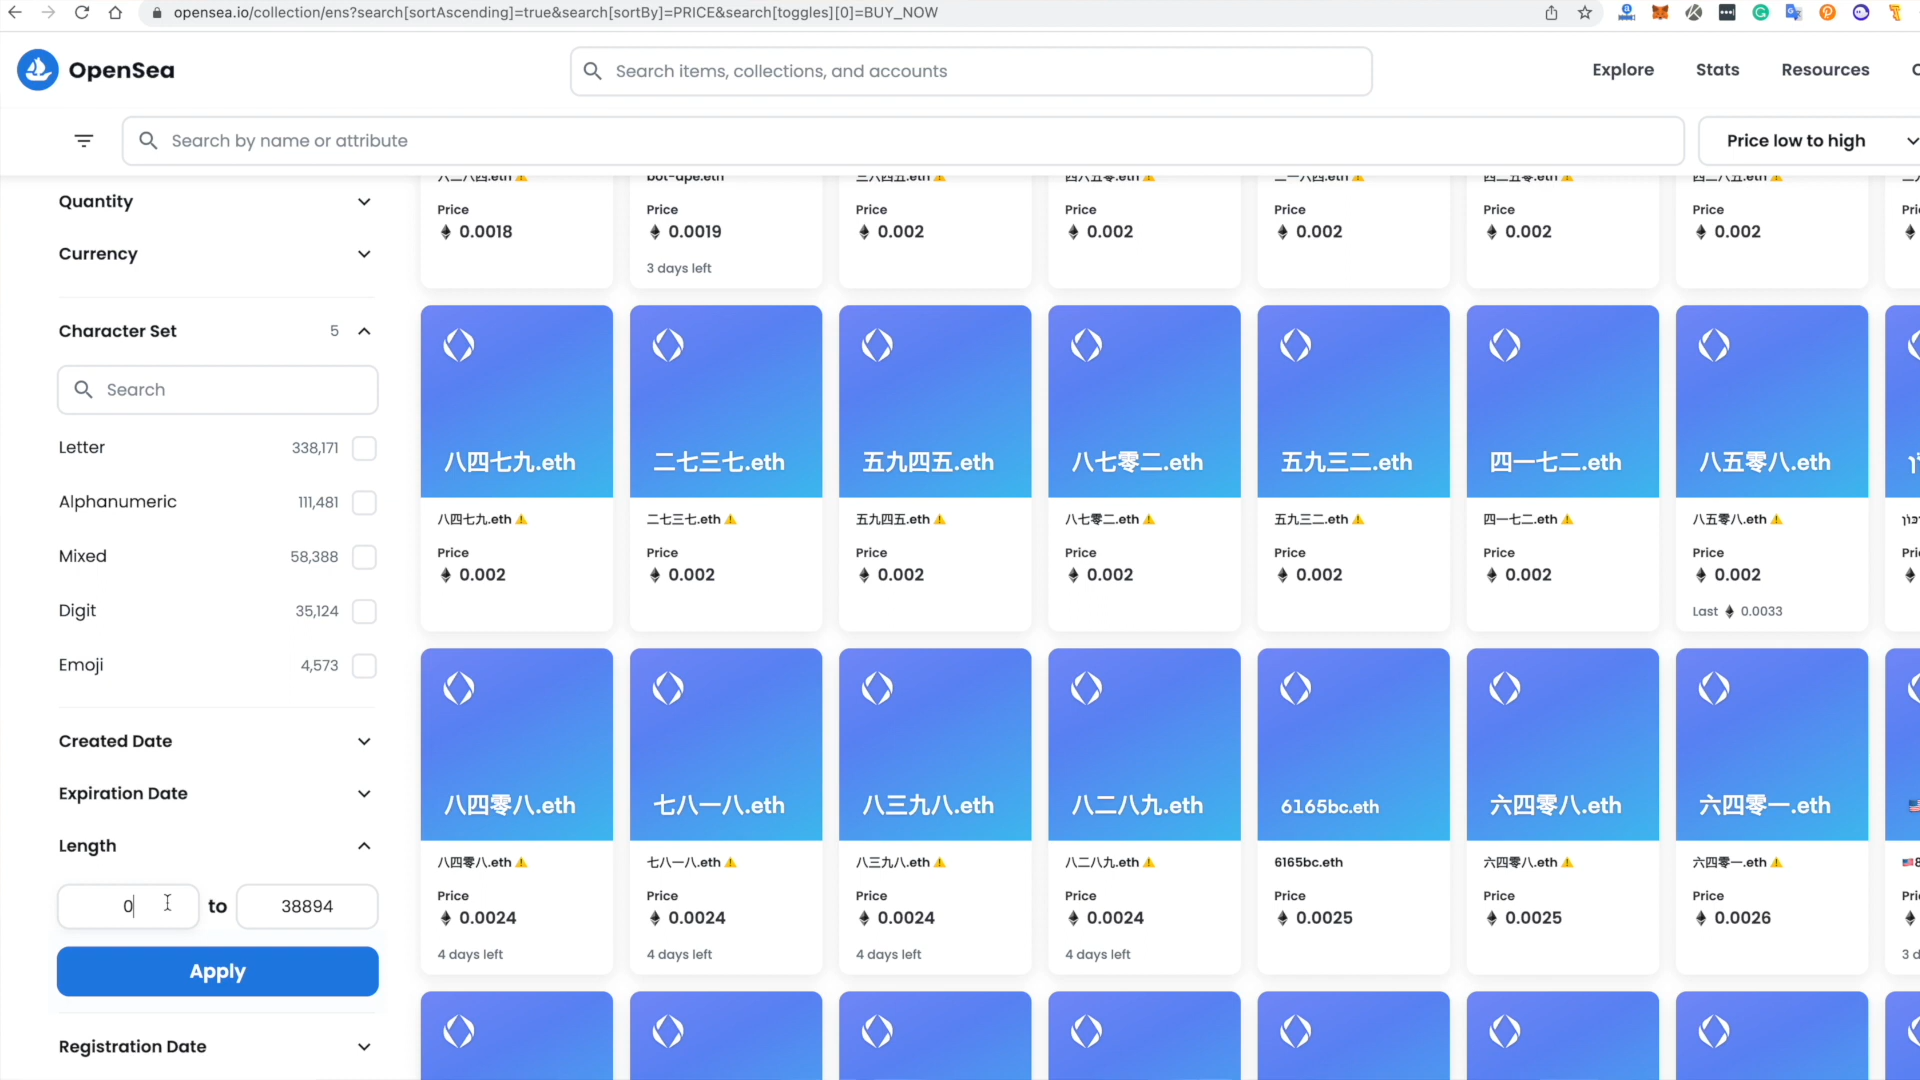 opensea.io/collection/ens?search[sortAscending]=true&search[sortBy]=PRICE&search[toggles][0]=BUY_NOW
OpenSea
Search items, collections, and accounts
Explore
Stats
Resources
Search by name or attribute
Price low to high
Quantity
Currency
Character Set
5
Search
Letter 338,171
Alphanumeric 111,481
Mixed 58,388
Digit 35,124
Emoji 4,573
Created Date
Expiration Date
Length
0 to 38894
Apply
Registration Date
bot-ape.eth
Price Price Price Price Price Price Price
0.0018 0.0019 0.002 0.002 0.002 0.002 0.002
3 days left
八四七九.eth 二七三七.eth 五九四五.eth 八七零二.eth 五九三二.eth 四一七二.eth 八五零八.eth
八四七九.eth 二七三七.eth 五九四五.eth 八七零二.eth 五九三二.eth 四一七二.eth 八五零八.eth
Price Price Price Price Price Price Price
0.002 0.002 0.002 0.002 0.002 0.002 0.002
Last 0.0033
八四零八.eth 七八一八.eth 八三九八.eth 八二八九.eth 6165bc.eth 六四零八.eth 六四零一.eth
八四零八.eth 七八一八.eth 八三九八.eth 八二八九.eth 6165bc.eth 六四零八.eth 六四零一.eth
Price Price Price Price Price Price Price
0.0024 0.0024 0.0024 0.0024 0.0025 0.0025 0.0026
4 days left 4 days left 4 days left 4 days left